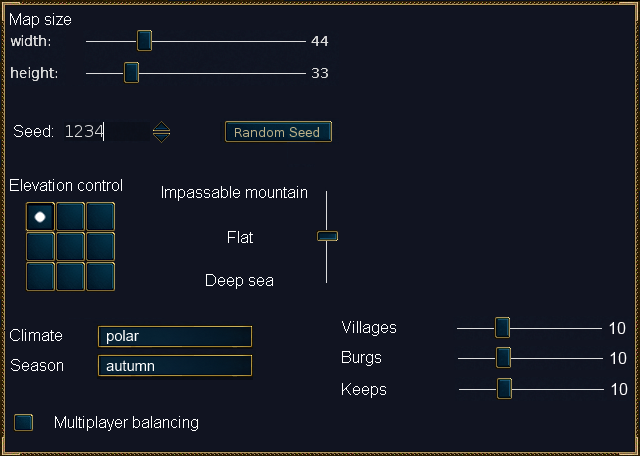 Map size
width: 44
height: 33
Seed: 1234 Random Seed
Elevation control
Impassable mountain
Flat
Deep sea
Climate polar
Season autumn
Villages 10
Burgs 10
Keeps 10
Multiplayer balancing